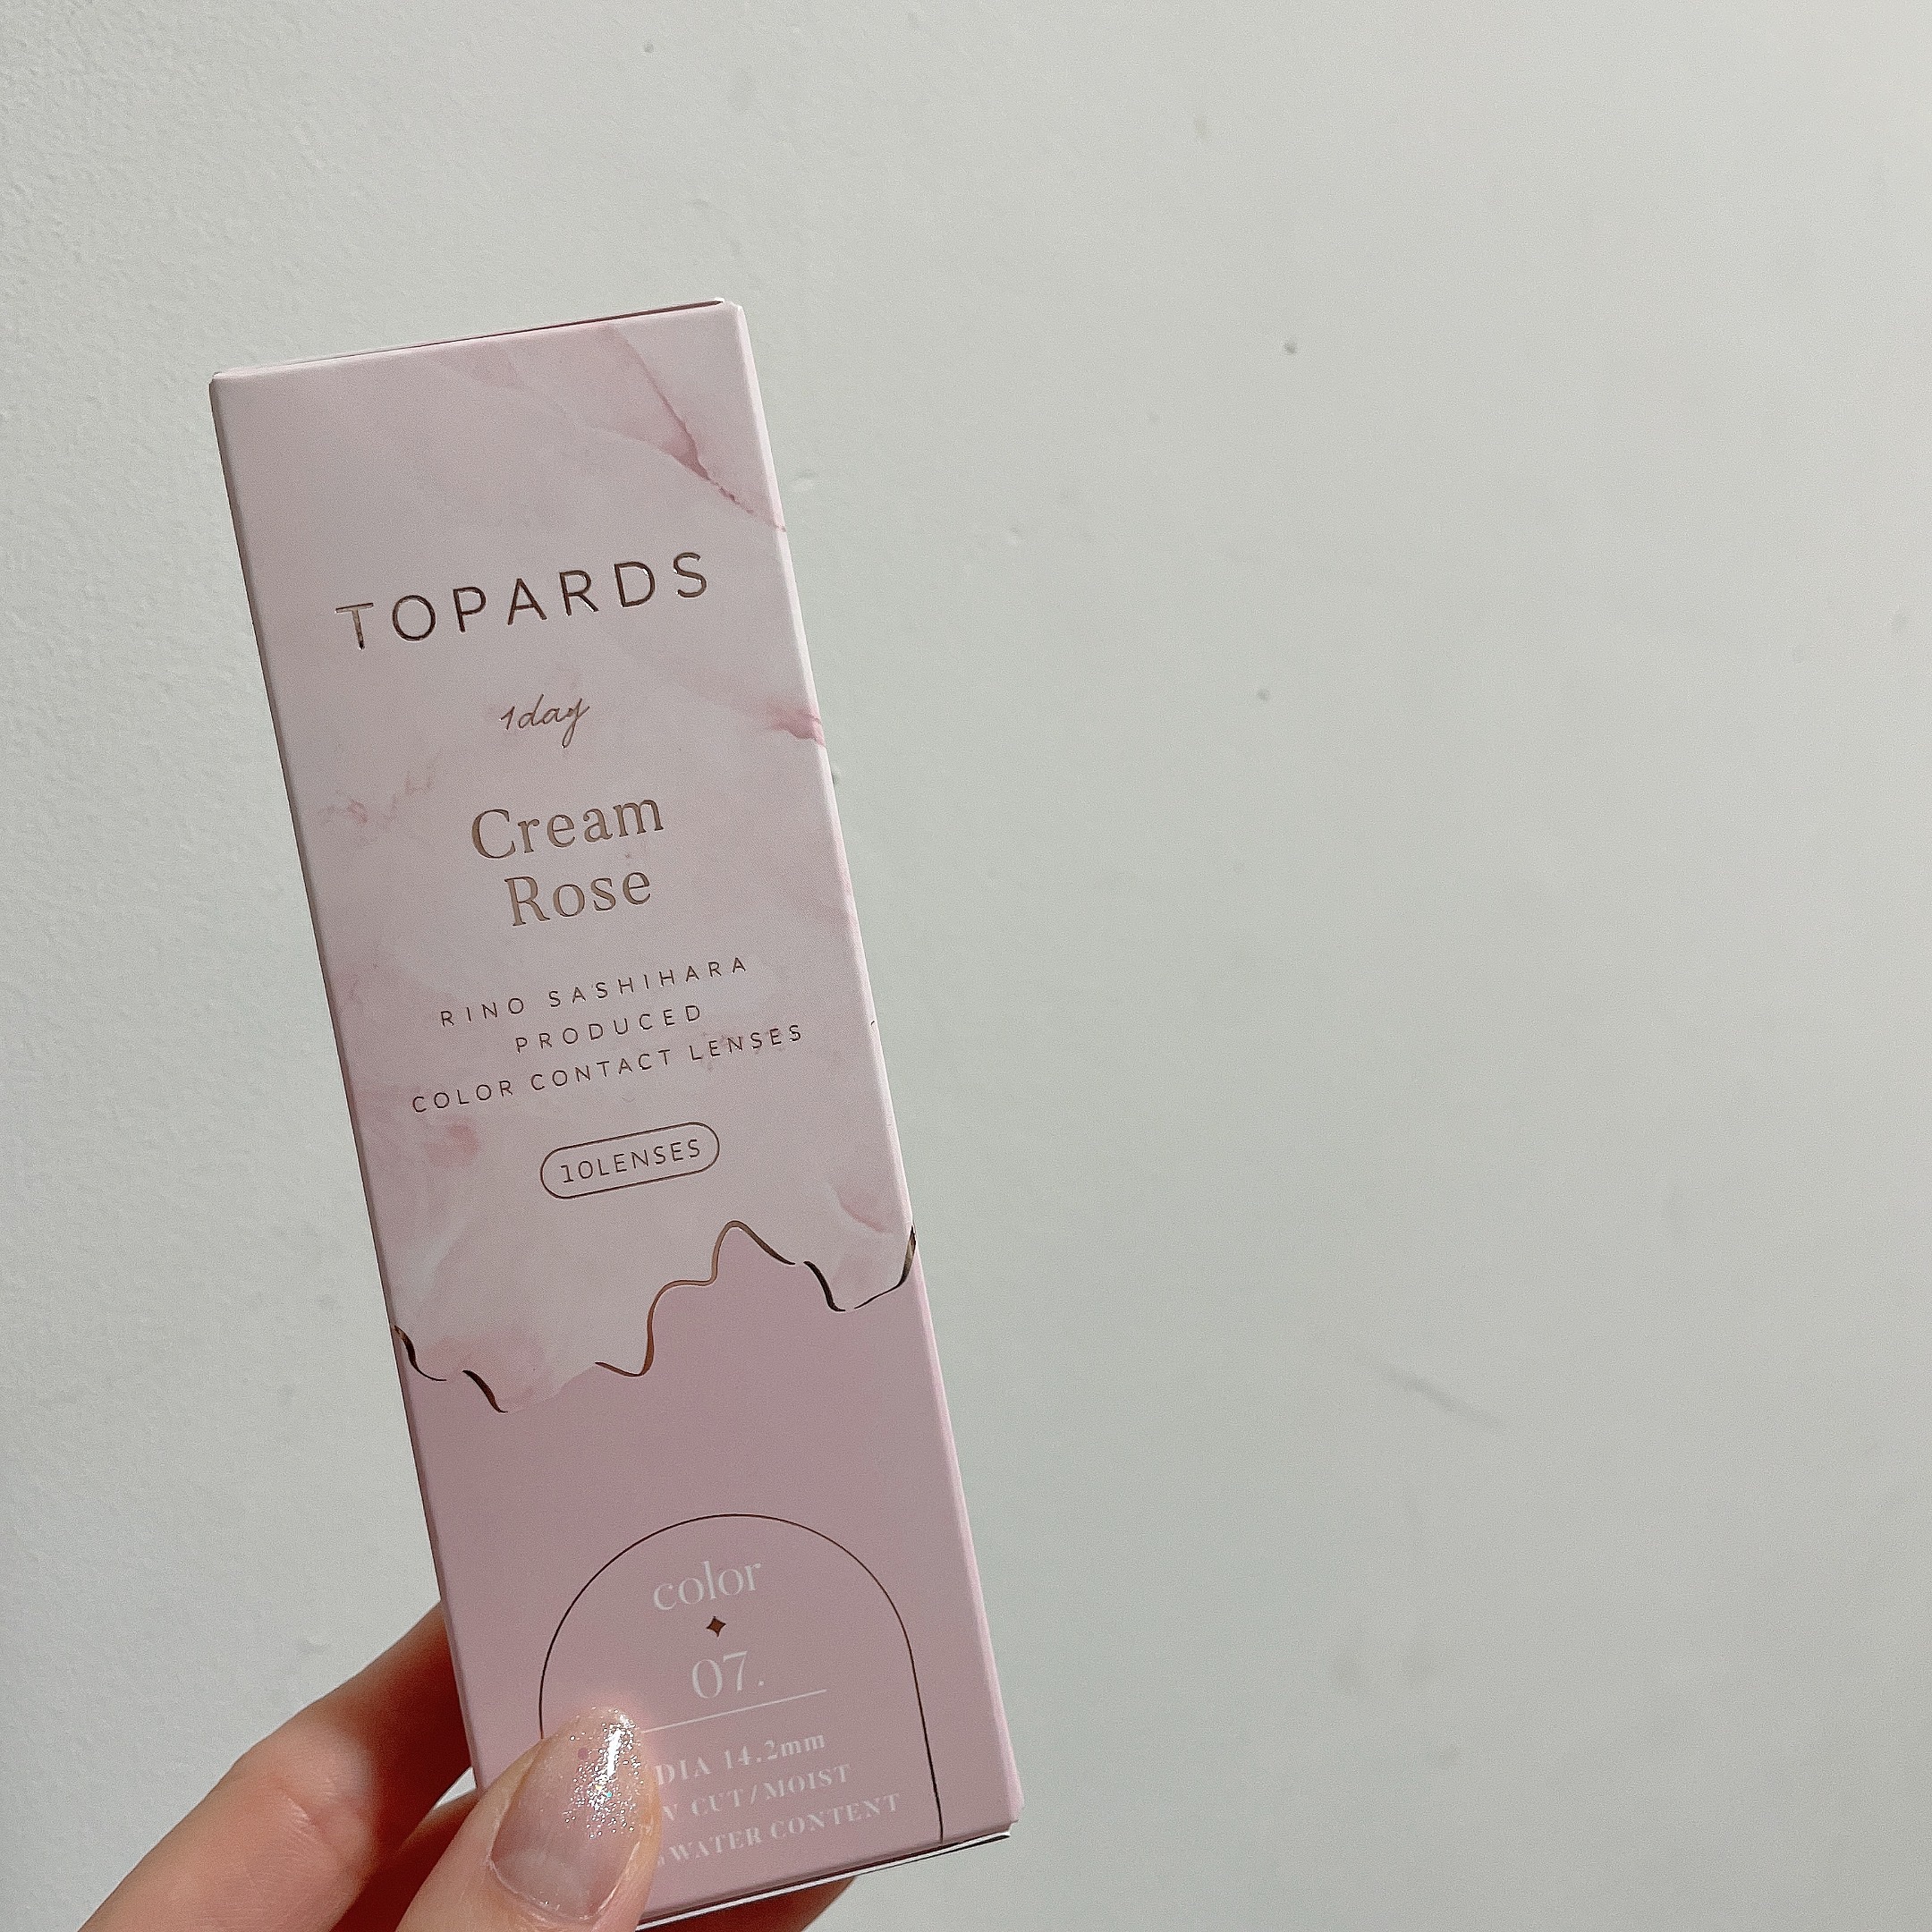 TOPARDS
1day
Cream
Rose
RINO SASHIHARA
PRODUCED
COLOR CONTACT LENSES
10LENSES
color
07.
DIA 14.2mm
CUT/MOIST
WATER CONTENT